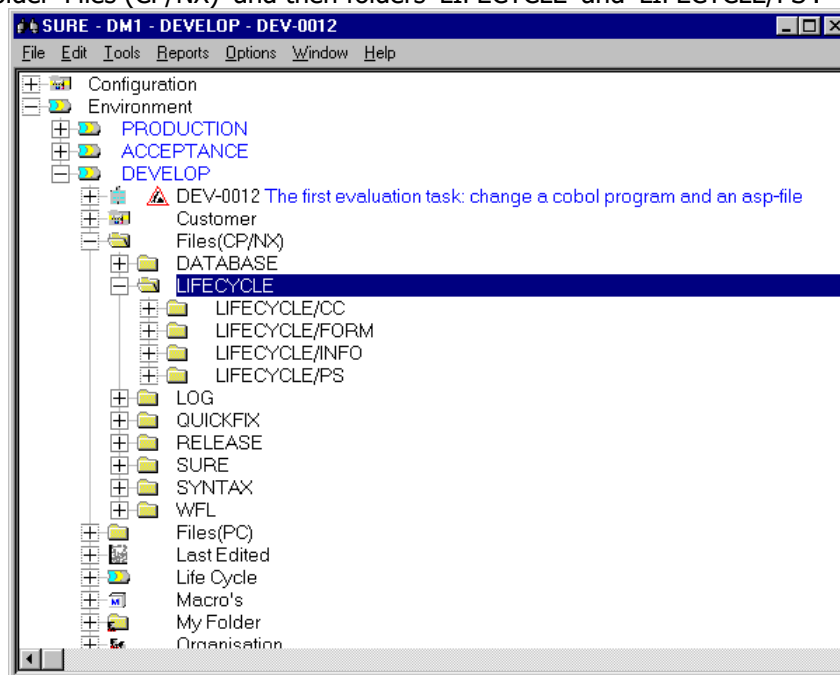 older Files (CP/NX) and then folders LIFECYCLE and LIFECYCLE/PS
SURE - DM1 - DEVELOP - DEV-0012
File Edit Tools Reports Options Window Help
Configuration
Environment
PRODUCTION
ACCEPTANCE
DEVELOP
DEV-0012 The first evaluation task: change a cobol program and an asp-file
Customer
Files(CP/NX)
DATABASE
LIFECYCLE
LIFECYCLE/CC
LIFECYCLE/FORM
LIFECYCLE/INFO
LIFECYCLE/PS
LOG
QUICKFIX
RELEASE
SURE
SYNTAX
WFL
Files(PC)
Last Edited
Life Cycle
Macro's
My Folder
Organisation